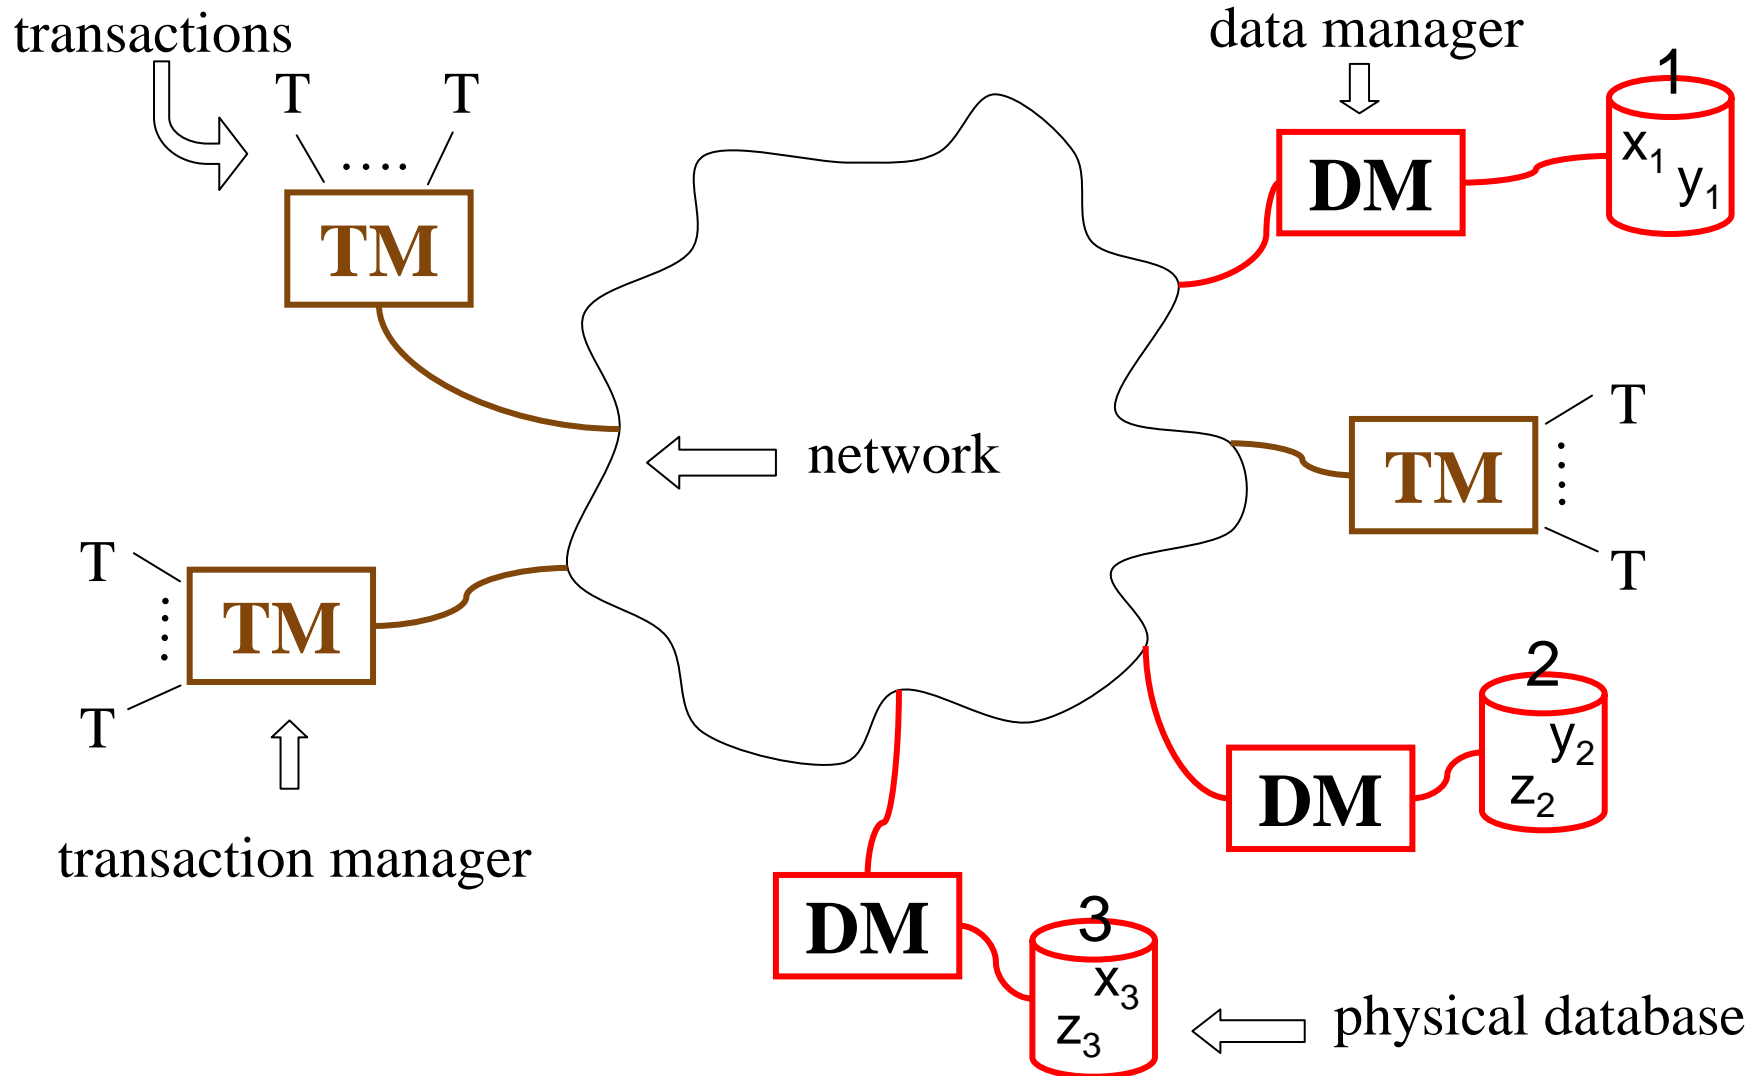 transactions
data manager
1
T T
....
x1
DM
y1
TM
T
network
....
TM
T
T
T
....
TM
2
y2
T
z2
DM
transaction manager
3
DM
x3
z3
physical database